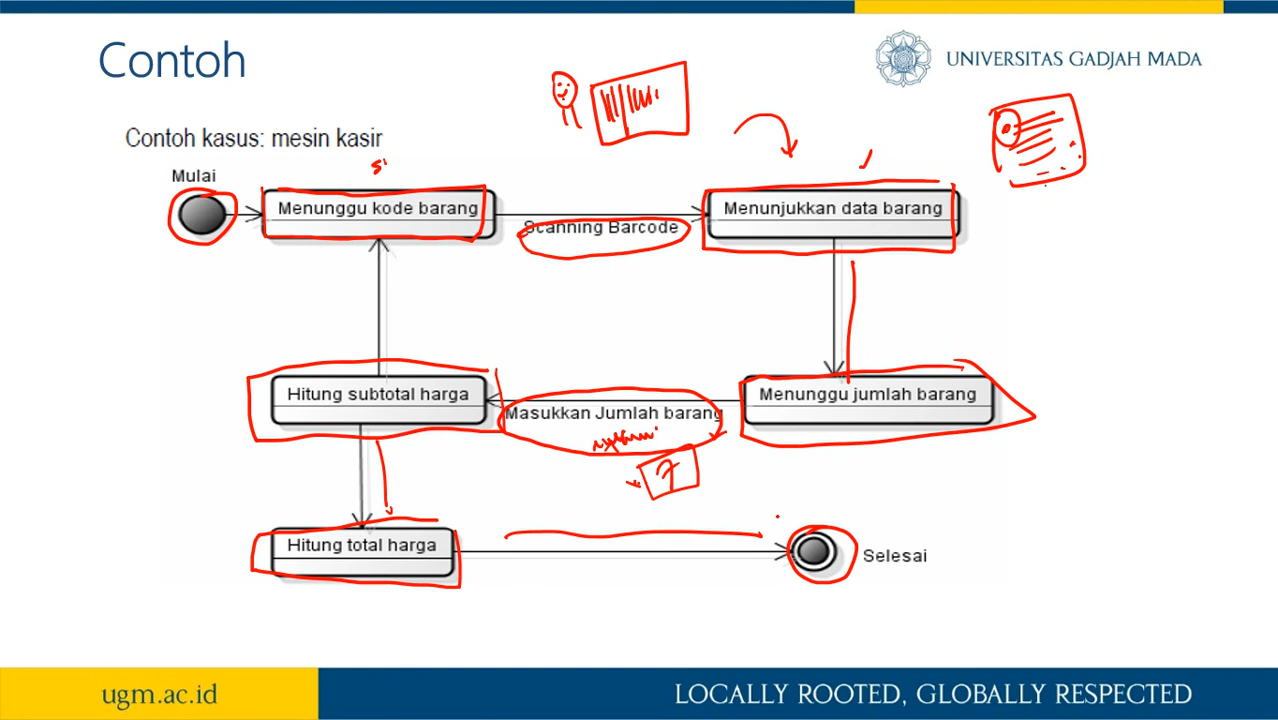 Contoh
UNIVERSITAS GADJAH MADA
Contoh kasus: mesin kasir
Mulai
Menunggu kode barang
Scanning Barcode
Menunjukkan data barang
Hitung subtotal harga
Masukkan Jumlah barang
Menunggu jumlah barang
7
Hitung total harga
Selesai
ugm.ac.id
LOCALLY ROOTED, GLOBALLY RESPECTED